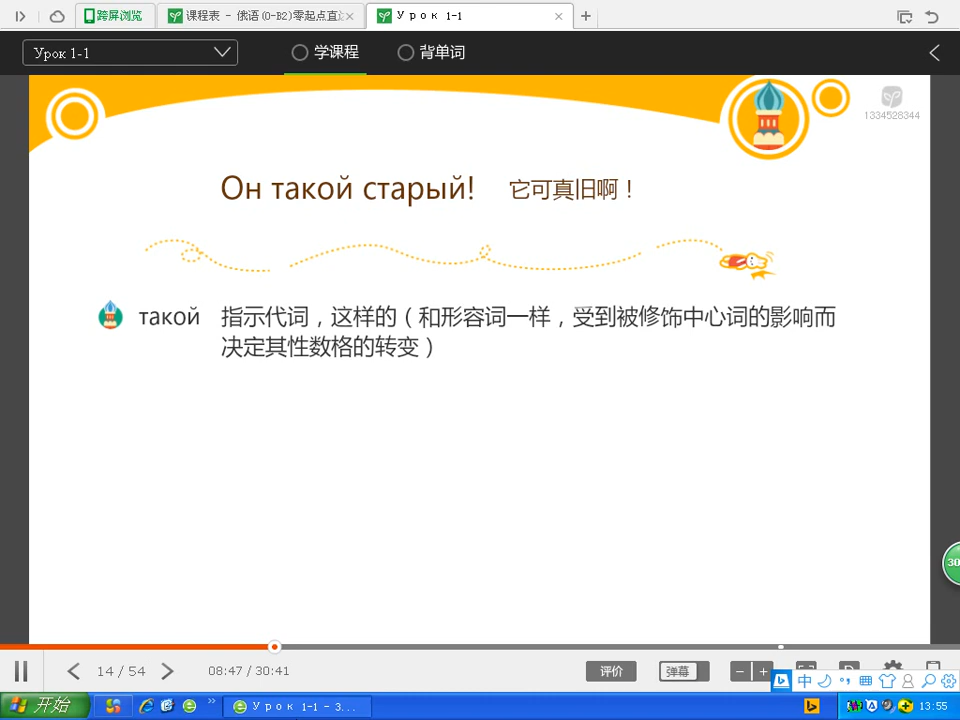 跨屏浏览
课程表 - 俄语(0-B2)零起点直达
Урок 1-1
Урок 1-1
学课程
背单词
1334528344
Он такой старый!
它可真旧啊！
такой
指示代词，这样的（和形容词一样，受到被修饰中心词的影响而
决定其性数格的转变）
30
14 / 54
08:47 / 30:41
评价
弹幕
中
开始
Урок 1-1 - 3...
13:55